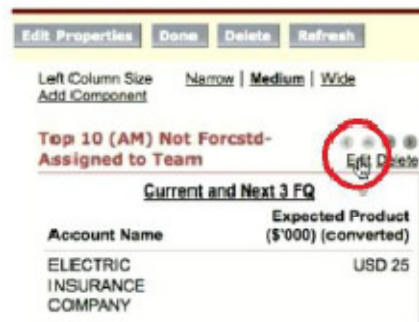 Edit Properties Done Delete Refresh
Left Column Size Narrow | Medium | Wide
Add Component
Top 10 (AM) Not Forcstd-
Assigned to Team
Edit Delete
Current and Next 3 FQ
Account Name Expected Product
($'000) (converted)
ELECTRIC USD 25
INSURANCE
COMPANY